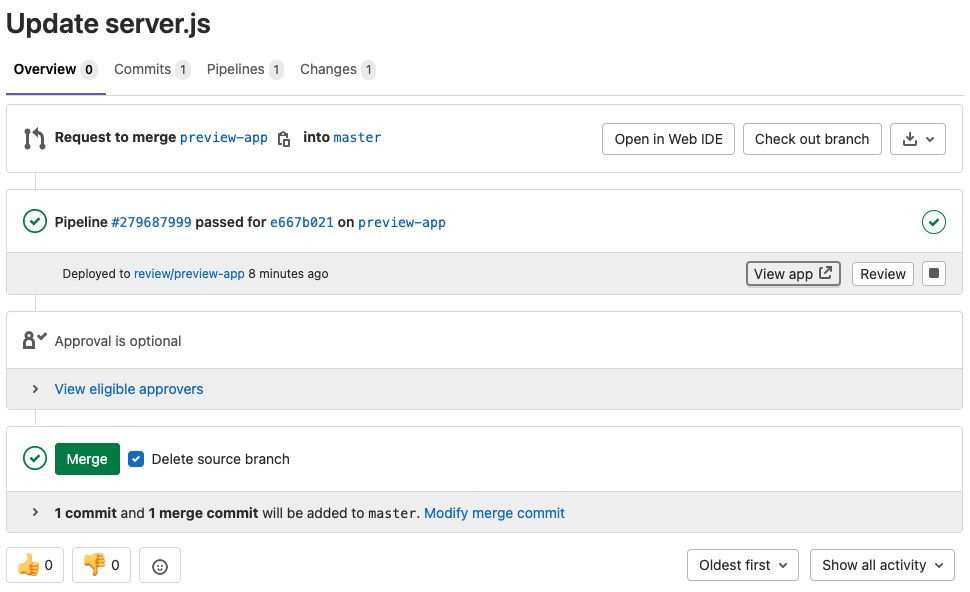 Update server.js
Overview 0 Commits 1 Pipelines 1 Changes 1
Request to merge preview-app into master Open in Web IDE Check out branch
Pipeline #279687999 passed for e667b021 on preview-app
Deployed to review/preview-app 8 minutes ago View app Review
Approval is optional
View eligible approvers
Merge Delete source branch
1 commit and 1 merge commit will be added to master. Modify merge commit
0 0 Oldest first Show all activity